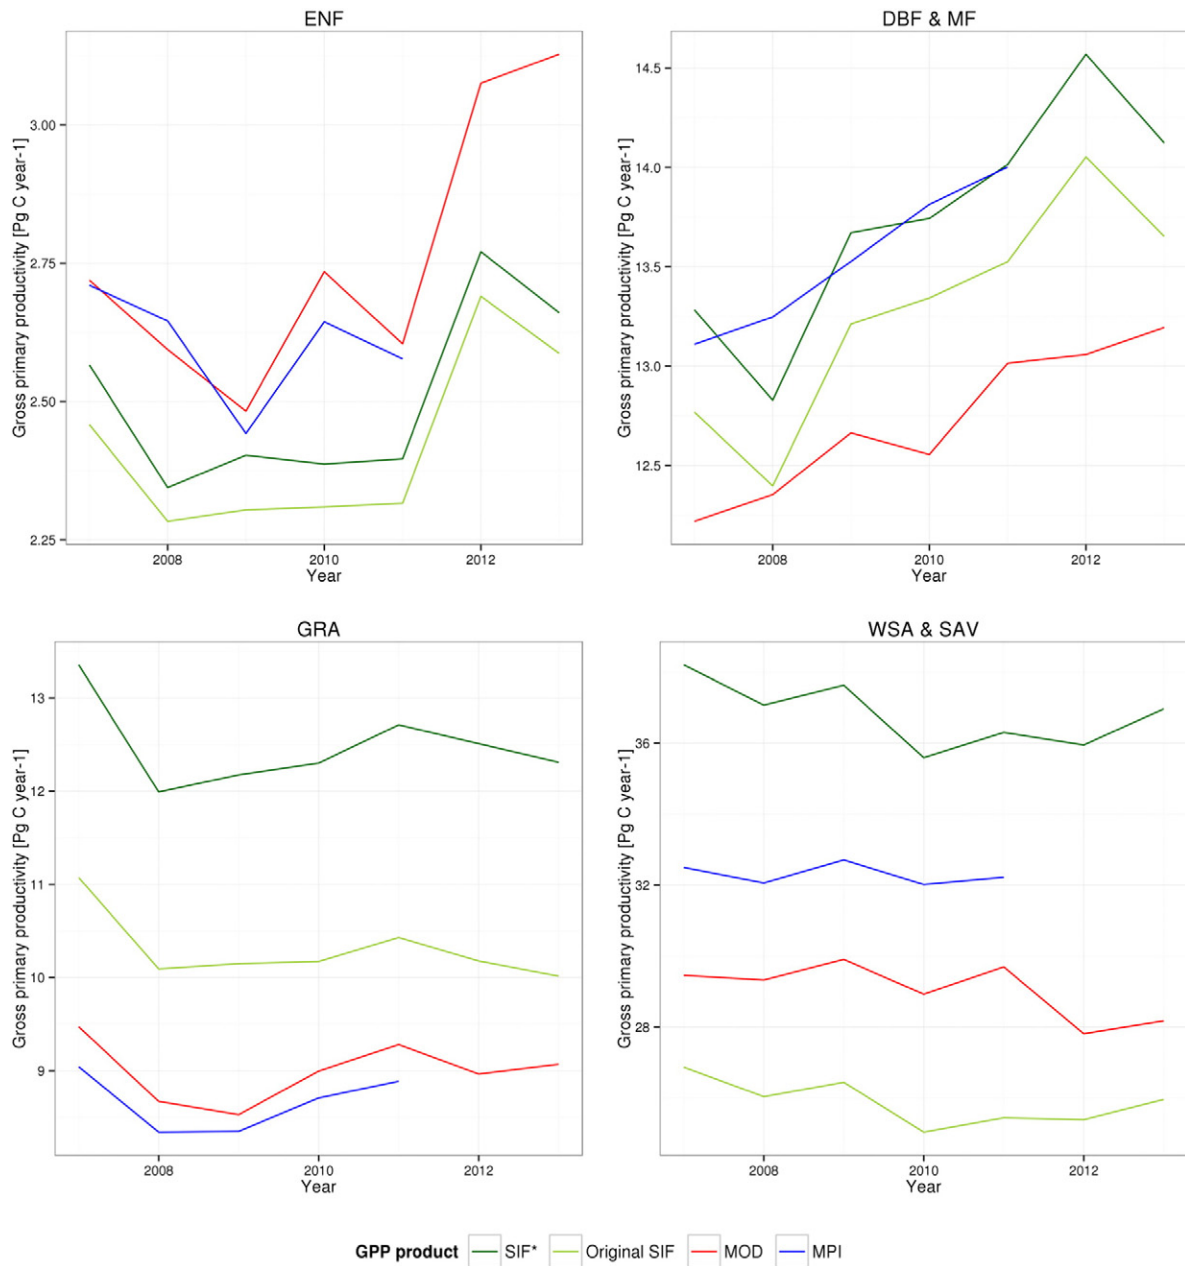 ENF
DBF & MF
Gross primary productivity [Pg C year-1]
3.00
2.75
2.50
2.25
2008
2010
2012
Year
Gross primary productivity [Pg C year-1]
14.5
14.0
13.5
13.0
12.5
2008
2010
2012
Year
GRA
WSA & SAV
Gross primary productivity [Pg C year-1]
13
12
11
10
9
2008
2010
2012
Year
Gross primary productivity [Pg C year-1]
36
32
28
2008
2010
2012
Year
GPP product SIF* Original SIF MOD MPI